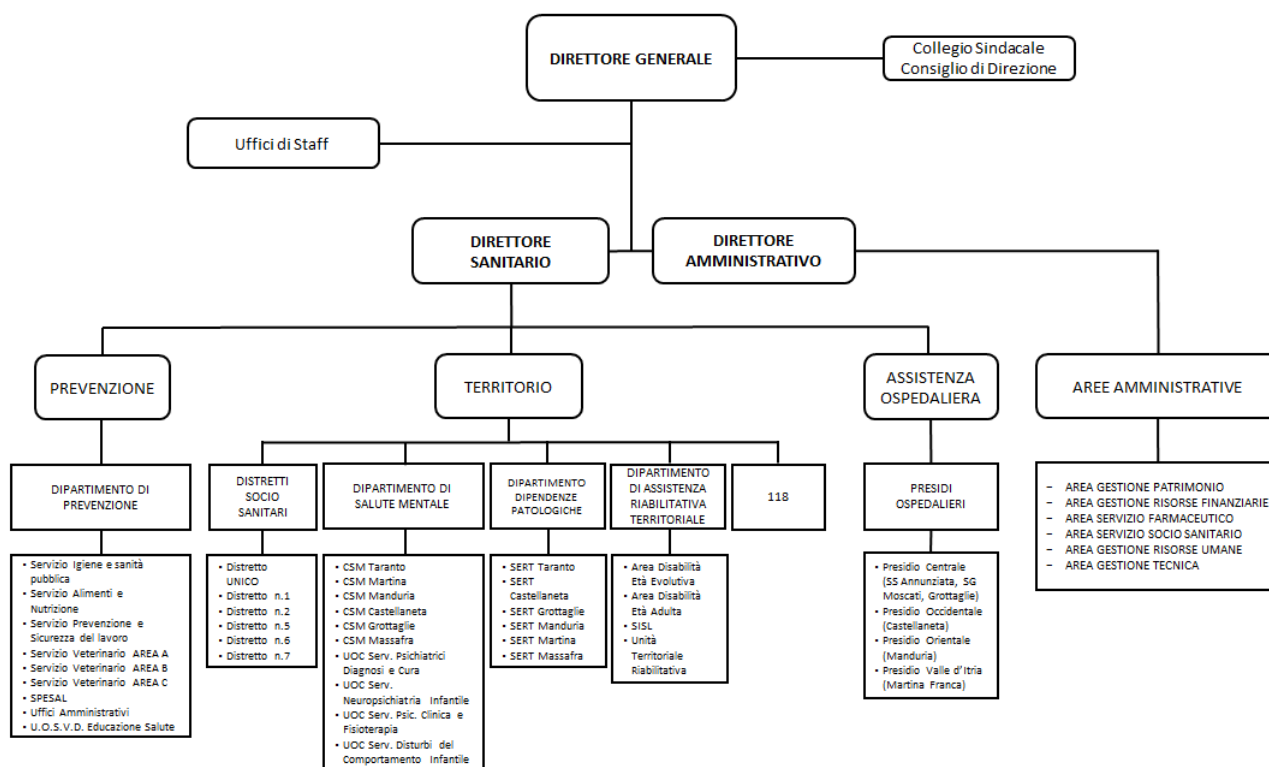 DIRETTORE GENERALE
Collegio Sindacale
Consiglio di Direzione
Uffici di Staff
DIRETTORE
SANITARIO
DIRETTORE
AMMINISTRATIVO
PREVENZIONE
TERRITORIO
ASSISTENZA
OSPEDALIERA
AREE AMMINISTRATIVE
DIPARTIMENTO DI
PREVENZIONE
DISTRETTI
SOCIO
SANITARI
DIPARTIMENTO DI
SALUTE MENTALE
DIPARTIMENTO
DIPENDENZE
PATOLOGICHE
DIPARTIMENTO
DI ASSISTENZA
RIABILITATIVA
TERRITORIALE
118
PRESIDI
OSPEDALIERI
- AREA GESTIONE PATRIMONIO
- AREA GESTIONE RISORSE FINANZIARIE
- AREA SERVIZIO FARMACEUTICO
- AREA SERVIZIO SOCIO SANITARIO
- AREA GESTIONE RISORSE UMANE
- AREA GESTIONE TECNICA
• Servizio Igiene e sanità
pubblica
• Servizio Alimenti e
Nutrizione
• Servizio Prevenzione e
Sicurezza del lavoro
• Servizio Veterinario AREA A
• Servizio Veterinario AREA B
• Servizio Veterinario AREA C
• SPESAL
• Uffici Amministrativi
• U.O.S.V.D. Educazione Salute
• Distretto
UNICO
• Distretto n.1
• Distretto n.2
• Distretto n.5
• Distretto n.6
• Distretto n.7
• CSM Taranto
• CSM Martina
• CSM Manduria
• CSM Castellaneta
• CSM Grottaglie
• CSM Massafra
• UOC Serv. Psichiatrici
Diagnosi e Cura
• UOC Serv.
Neuropsichiatria Infantile
• UOC Serv. Psic. Clinica e
Fisioterapia
• UOC Serv. Disturbi del
Comportamento Infantile
• SERT Taranto
• SERT
Castellaneta
• SERT Grottaglie
• SERT Manduria
• SERT Martina
• SERT Massafra
• Area Disabilità
Età Evolutiva
• Area Disabilità
Età Adulta
• SISL
• Unità
Territoriale
Riabilitativa
• Presidio Centrale
(SS Annunziata, SG
Moscati, Grottaglie)
• Presidio Occidentale
(Castellaneta)
• Presidio Orientale
(Manduria)
• Presidio Valle d'Itria
(Martina Franca)